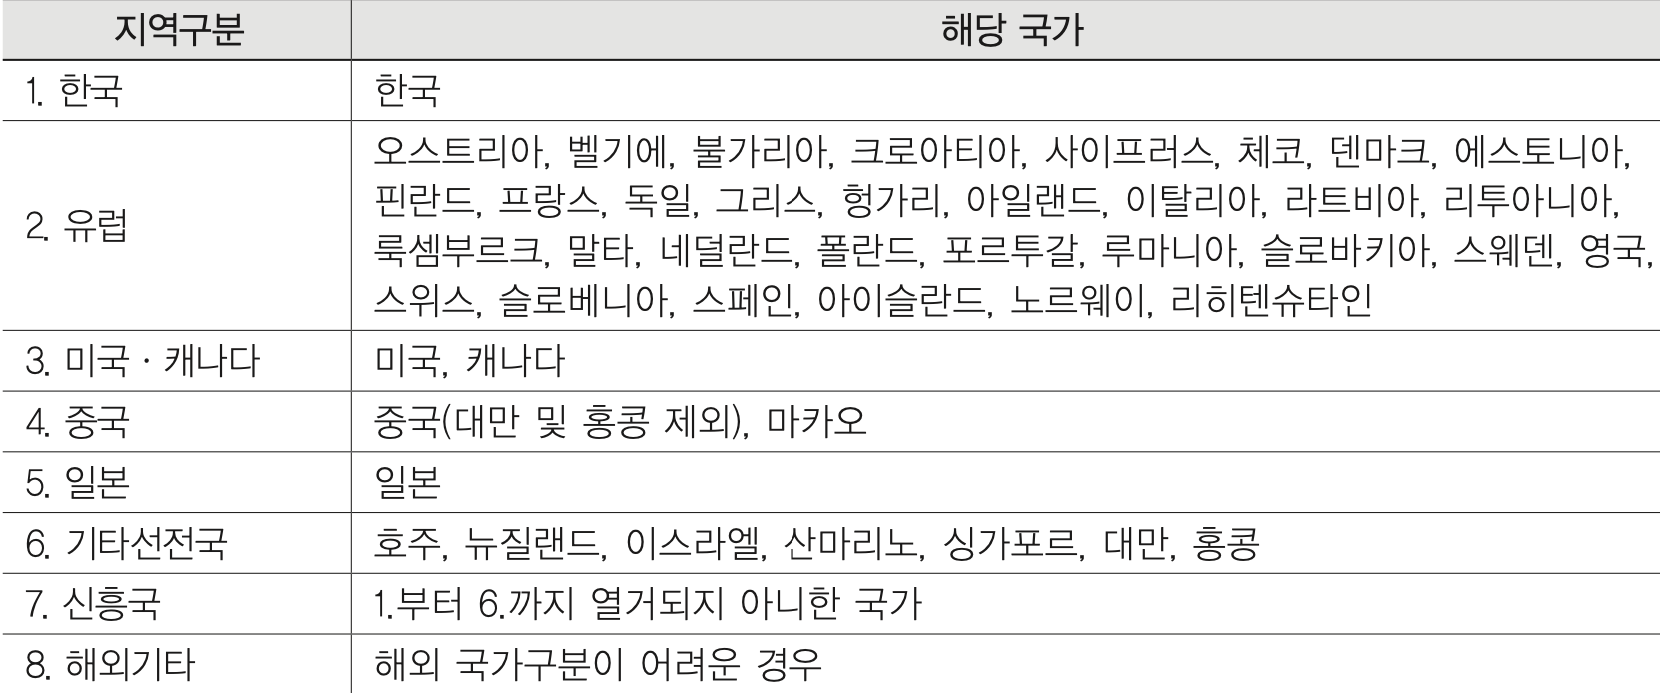 지역구분 해당 국가
1. 한국 한국
2. 유럽
오스트리아, 벨기에, 불가리아, 크로아티아, 사이프러스, 체코, 덴마크, 에스토니아,
핀란드, 프랑스, 독일, 그리스, 헝가리, 아일랜드, 이탈리아, 라트비아, 리투아니아,
룩셈부르크, 말타, 네덜란드, 폴란드, 포르투갈, 루마니아, 슬로바키아, 스웨덴, 영국,
스위스, 슬로베니아, 스페인, 아이슬란드, 노르웨이, 리히텐슈타인
3. 미국 · 캐나다 미국, 캐나다
4. 중국 중국(대만 및 홍콩 제외), 마카오
5. 일본 일본
6. 기타선전국 호주, 뉴질랜드, 이스라엘, 산마리노, 싱가포르, 대만, 홍콩
7. 신흥국 1.부터 6.까지 열거되지 아니한 국가
8. 해외기타 해외 국가구분이 어려운 경우